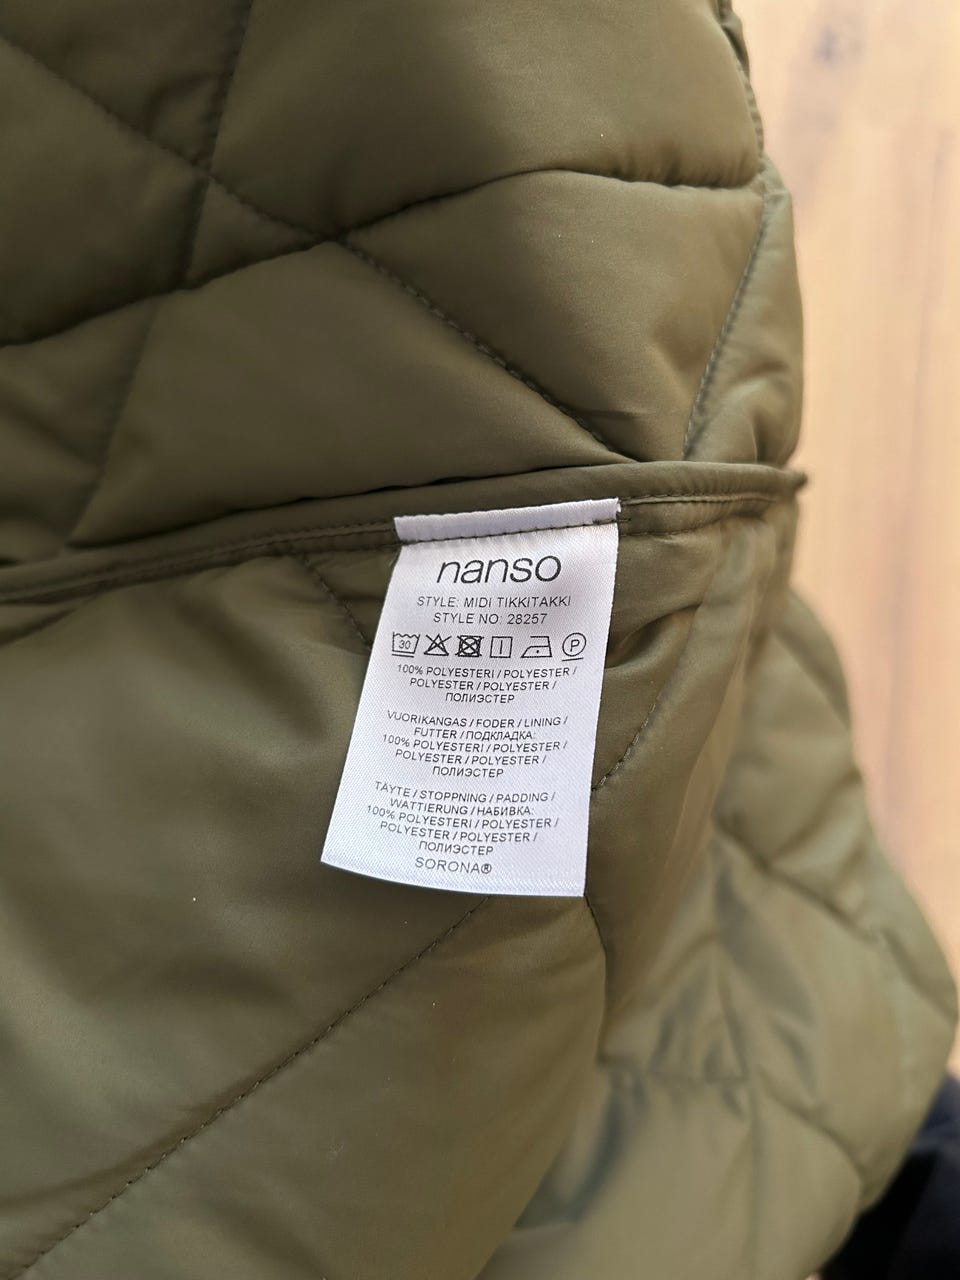 nanso
STYLE: MIDI TIKKITAKKI
STYLE NO: 28257
30 P
100% POLYESTERI / POLYESTER /
POLYESTER / POLYESTER /
ПОЛИЭСТЕР
VUORIKANGAS / FODER / LINING /
FUTTER / ПОДКЛАДКА:
100% POLYESTERI / POLYESTER /
POLYESTER / POLYESTER /
ПОЛИЭСТЕР
TÄYTE / STOPPNING / PADDING /
WATTIERUNG / НАБИВКА:
100% POLYESTERI / POLYESTER /
POLYESTER / POLYESTER /
ПОЛИЭСТЕР
SORONA®